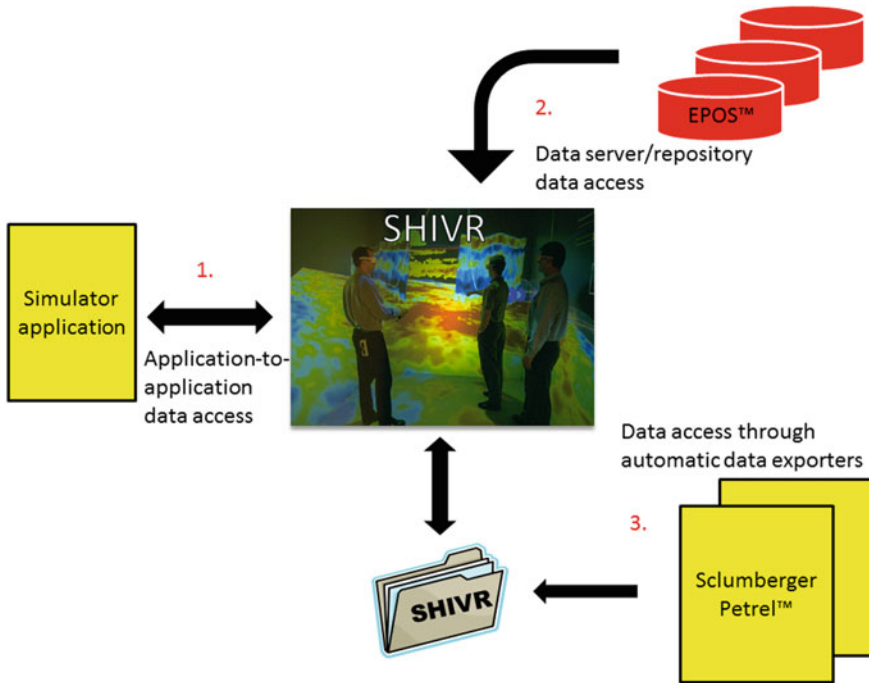 EPOS™
2.
Data server/repository
data access
SHIVR
1.
Simulator
application
Application-to-
application
data access
Data access through
automatic data exporters
3.
Sclumberger
Petrel™
SHIVR